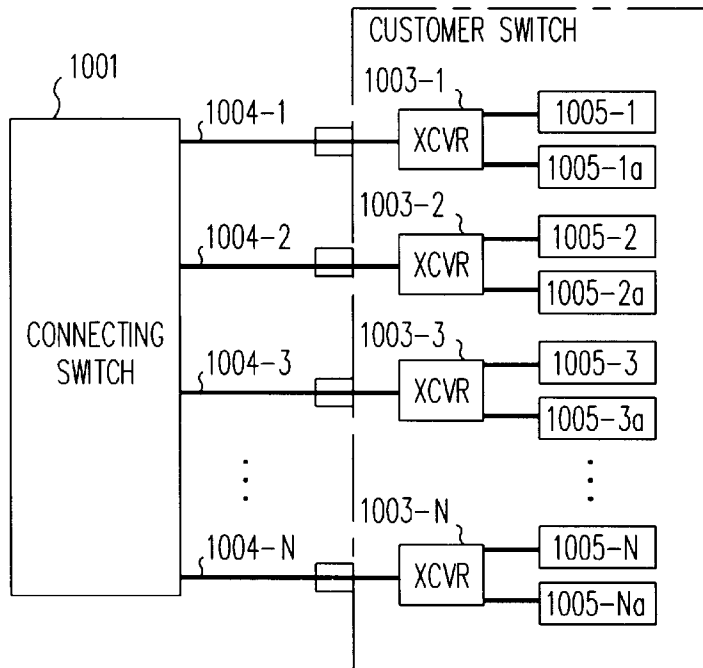 CUSTOMER SWITCH
1001
1003-1
1004-1
XCVR
1005-1
1005-1a
1003-2
1004-2
XCVR
1005-2
1005-2a
CONNECTING
SWITCH
1003-3
1004-3
XCVR
1005-3
1005-3a
1003-N
1004-N
XCVR
1005-N
1005-Na